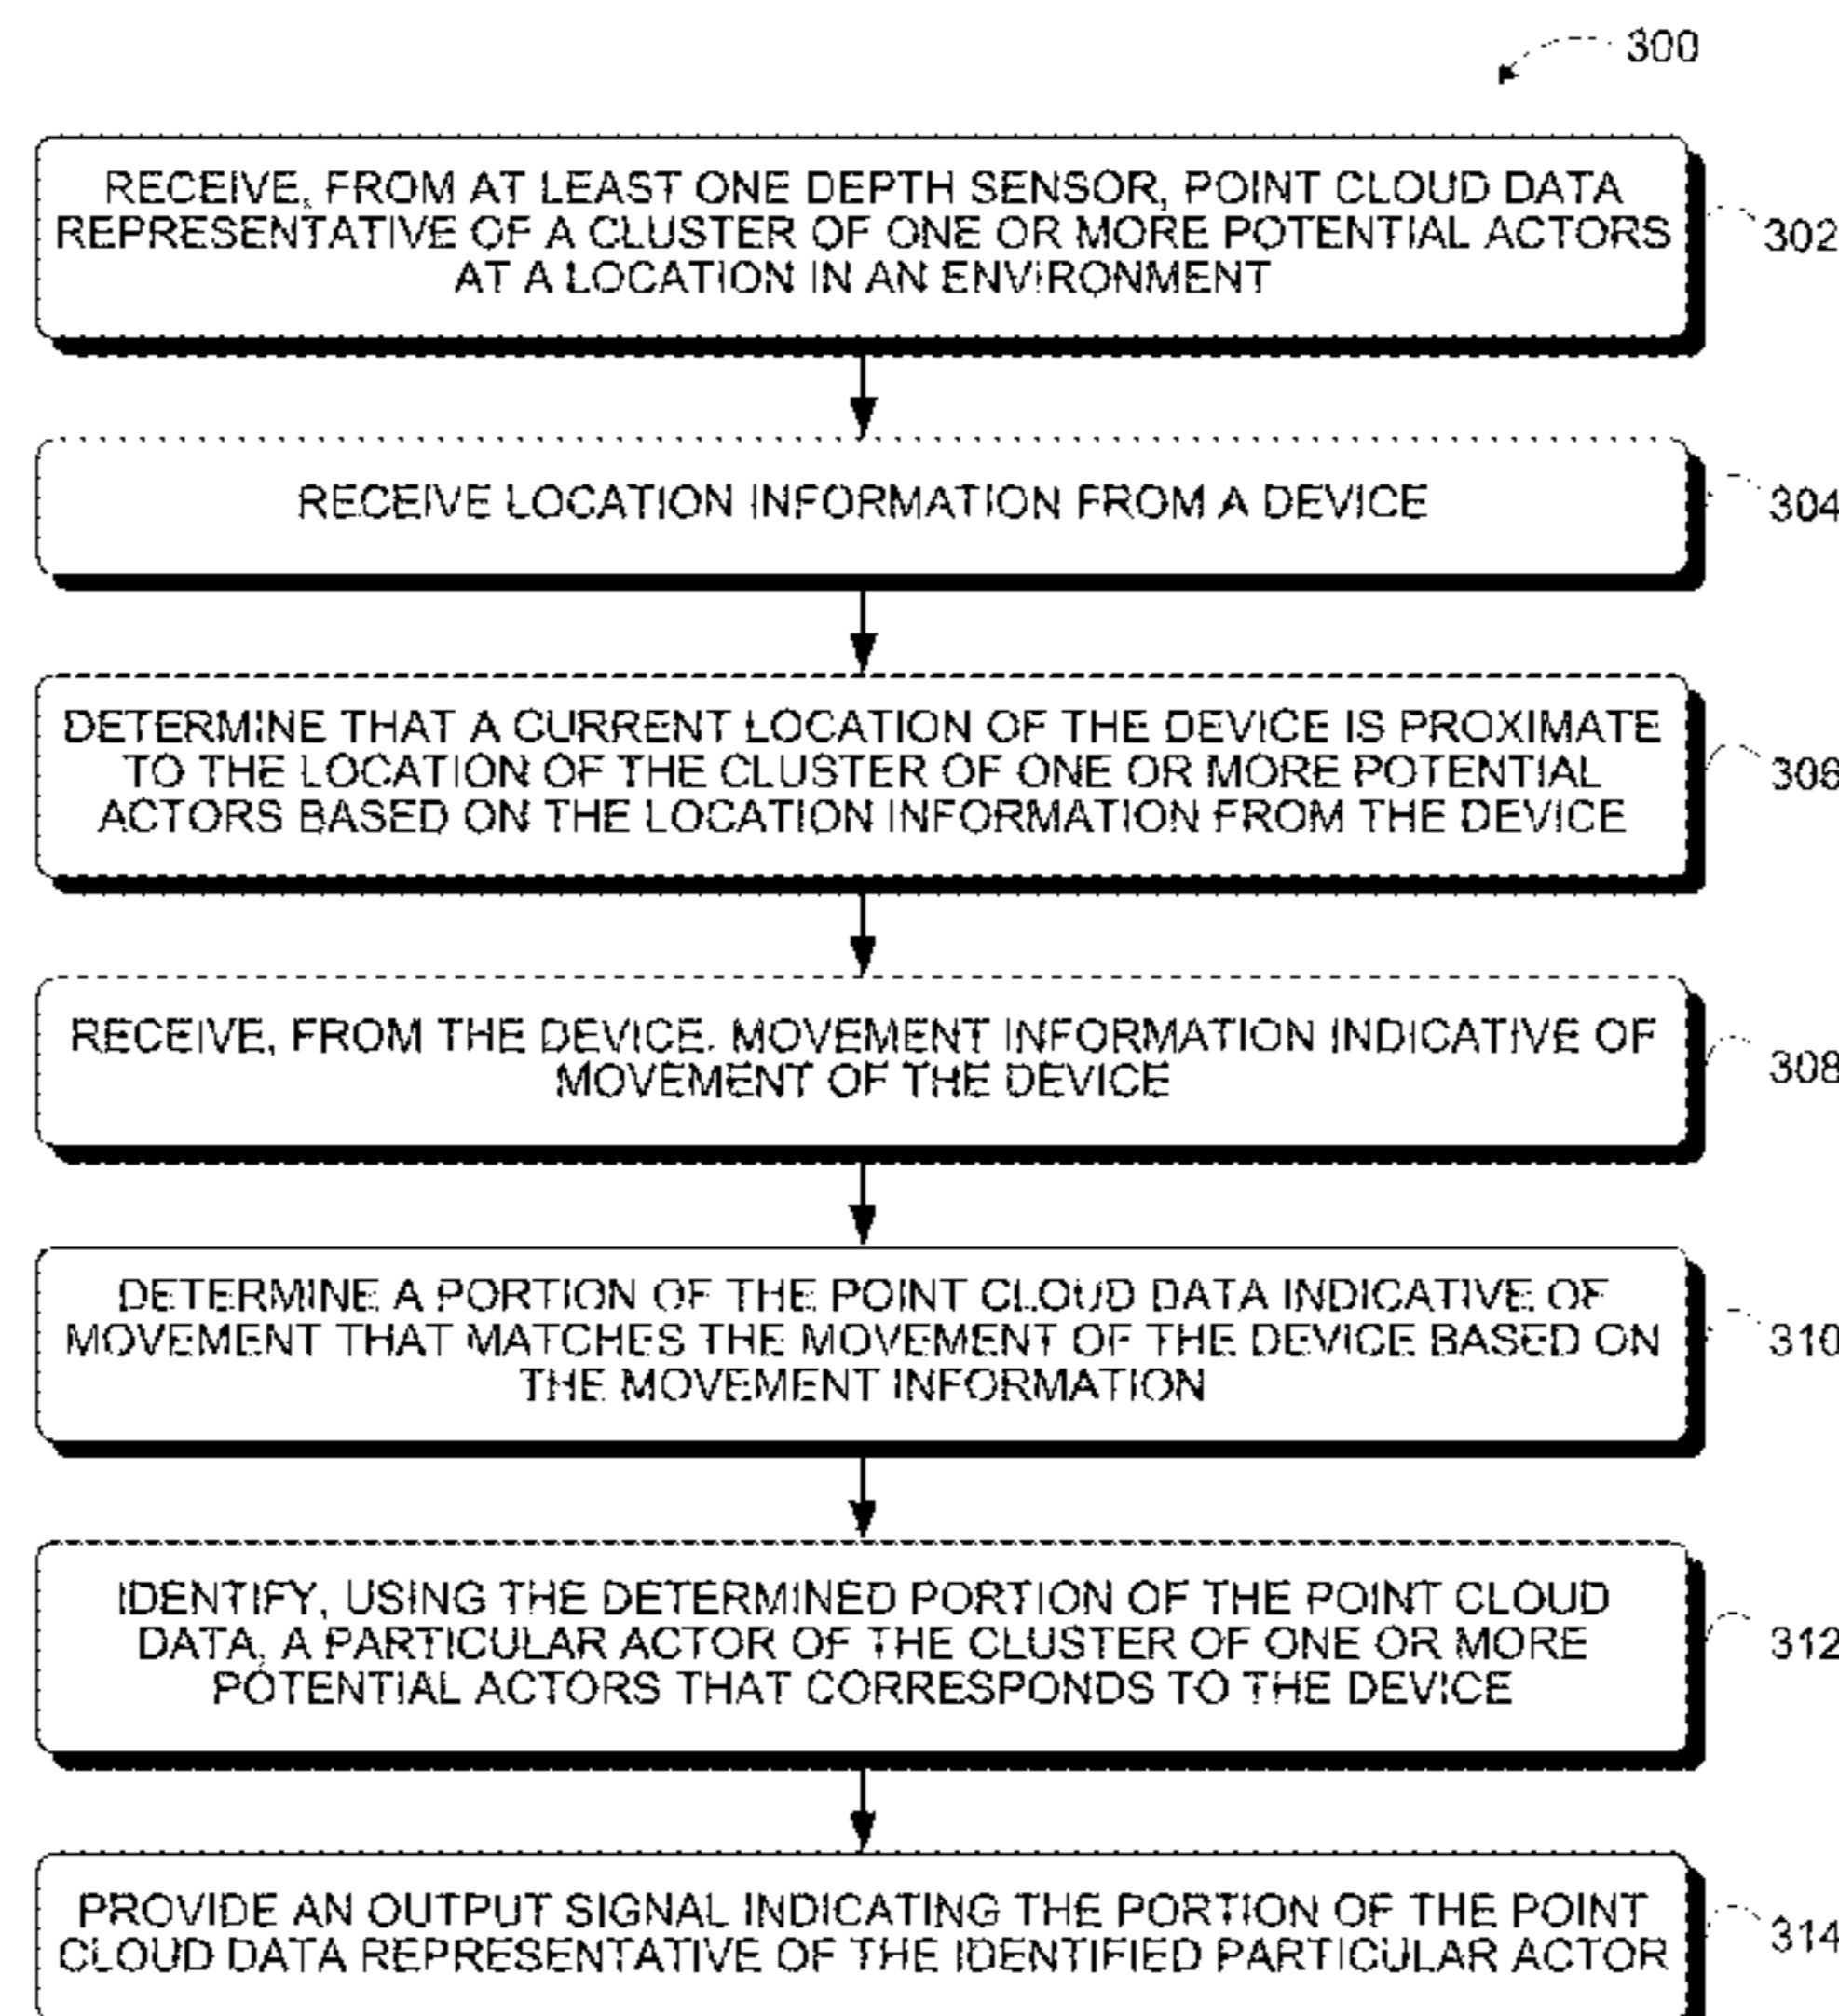 300
RECEIVE, FROM AT LEAST ONE DEPTH SENSOR, POINT CLOUD DATA
REPRESENTATIVE OF A CLUSTER OF ONE OR MORE POTENTIAL ACTORS
AT A LOCATION IN AN ENVIRONMENT
302
RECEIVE LOCATION INFORMATION FROM A DEVICE
304
DETERMINE THAT A CURRENT LOCATION OF THE DEVICE IS PROXIMATE
TO THE LOCATION OF THE CLUSTER OF ONE OR MORE POTENTIAL
ACTORS BASED ON THE LOCATION INFORMATION FROM THE DEVICE
306
RECEIVE, FROM THE DEVICE, MOVEMENT INFORMATION INDICATIVE OF
MOVEMENT OF THE DEVICE
308
DETERMINE A PORTION OF THE POINT CLOUD DATA INDICATIVE OF
MOVEMENT THAT MATCHES THE MOVEMENT OF THE DEVICE BASED ON
THE MOVEMENT INFORMATION
310
IDENTIFY, USING THE DETERMINED PORTION OF THE POINT CLOUD
DATA, A PARTICULAR ACTOR OF THE CLUSTER OF ONE OR MORE
POTENTIAL ACTORS THAT CORRESPONDS TO THE DEVICE
312
PROVIDE AN OUTPUT SIGNAL INDICATING THE PORTION OF THE POINT
CLOUD DATA REPRESENTATIVE OF THE IDENTIFIED PARTICULAR ACTOR
314